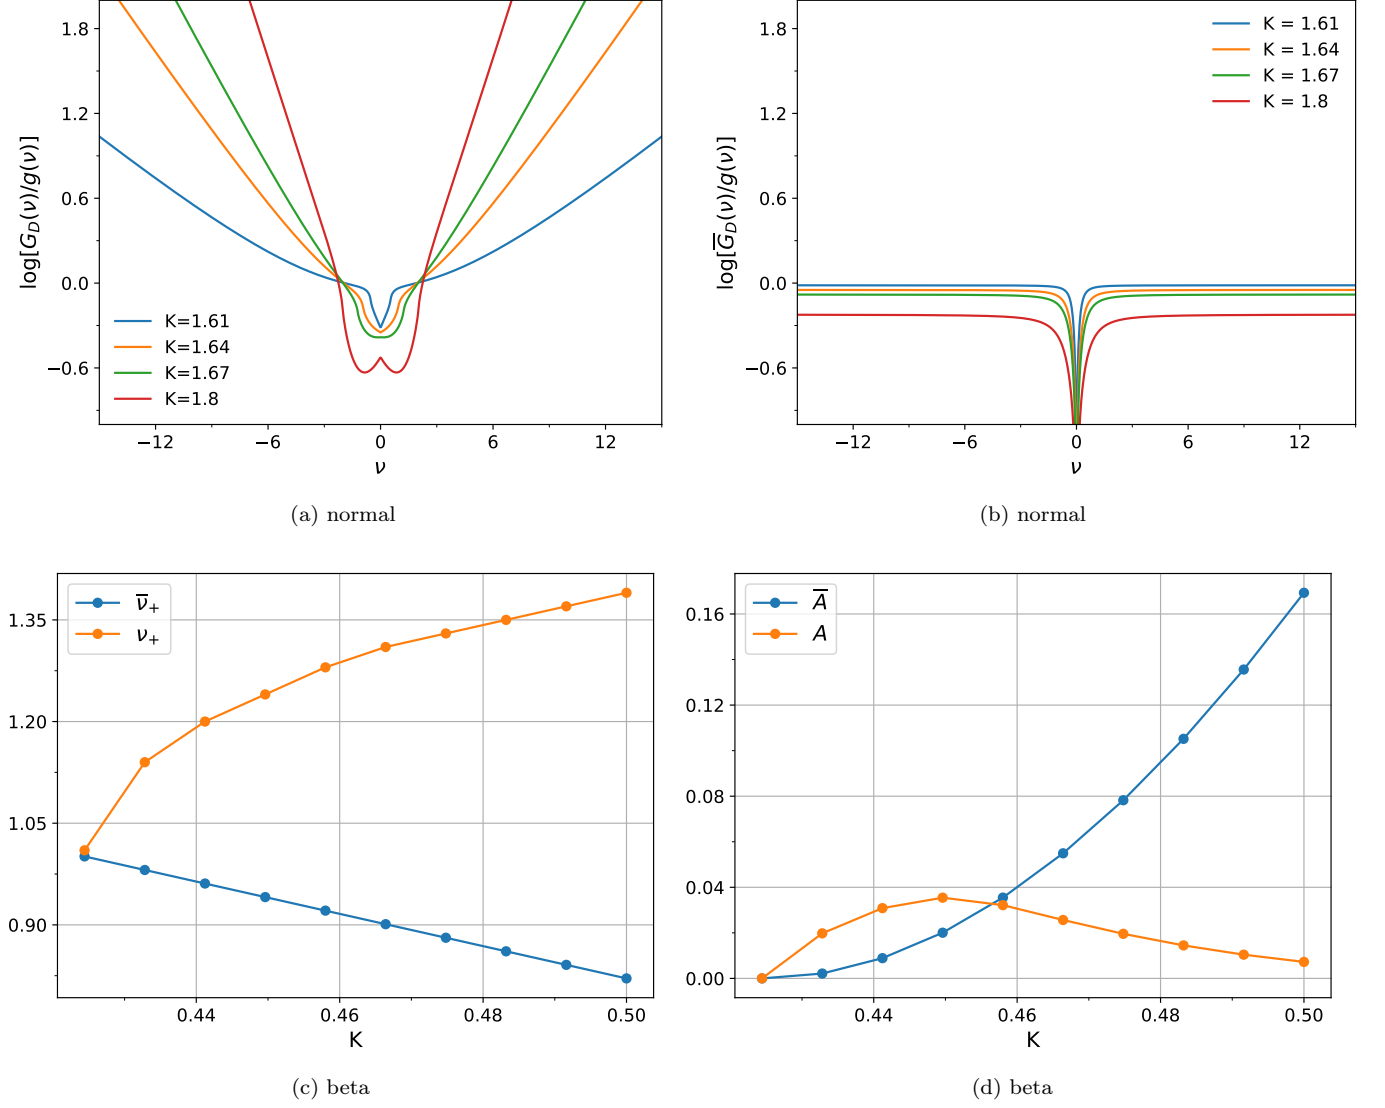 log[G_D(ν)/g(ν)]
1.8
1.2
0.6
0.0
−0.6
K=1.61
K=1.64
K=1.67
K=1.8
−12 −6 0 6 12
ν
(a) normal
log[G̅_D(ν)/g(ν)]
1.8
1.2
0.6
0.0
−0.6
K = 1.61
K = 1.64
K = 1.67
K = 1.8
−12 −6 0 6 12
ν
(b) normal
ν̅₊
ν₊
1.35
1.20
1.05
0.90
0.44 0.46 0.48 0.50
K
(c) beta
A̅
A
0.16
0.12
0.08
0.04
0.00
0.44 0.46 0.48 0.50
K
(d) beta